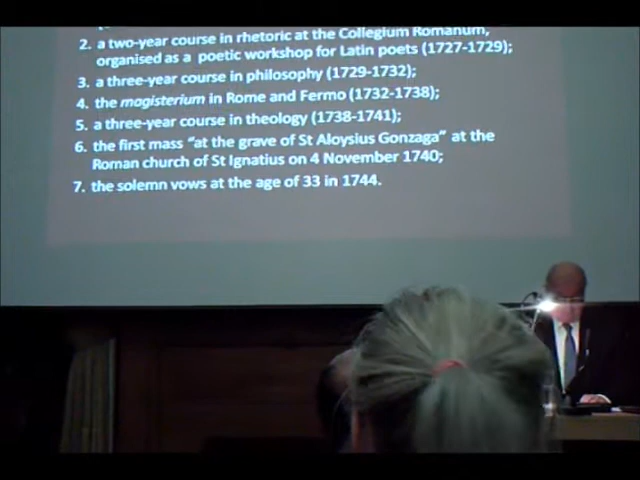 2. a two-year course in rhetoric at the Collegium Romanum,
organised as a poetic workshop for Latin poets (1727-1729);
3. a three-year course in philosophy (1729-1732);
4. the magisterium in Rome and Fermo (1732-1738);
5. a three-year course in theology (1738-1741);
6. the first mass "at the grave of St Aloysius Gonzaga" at the
Roman church of St Ignatius on 4 November 1740;
7. the solemn vows at the age of 33 in 1744.